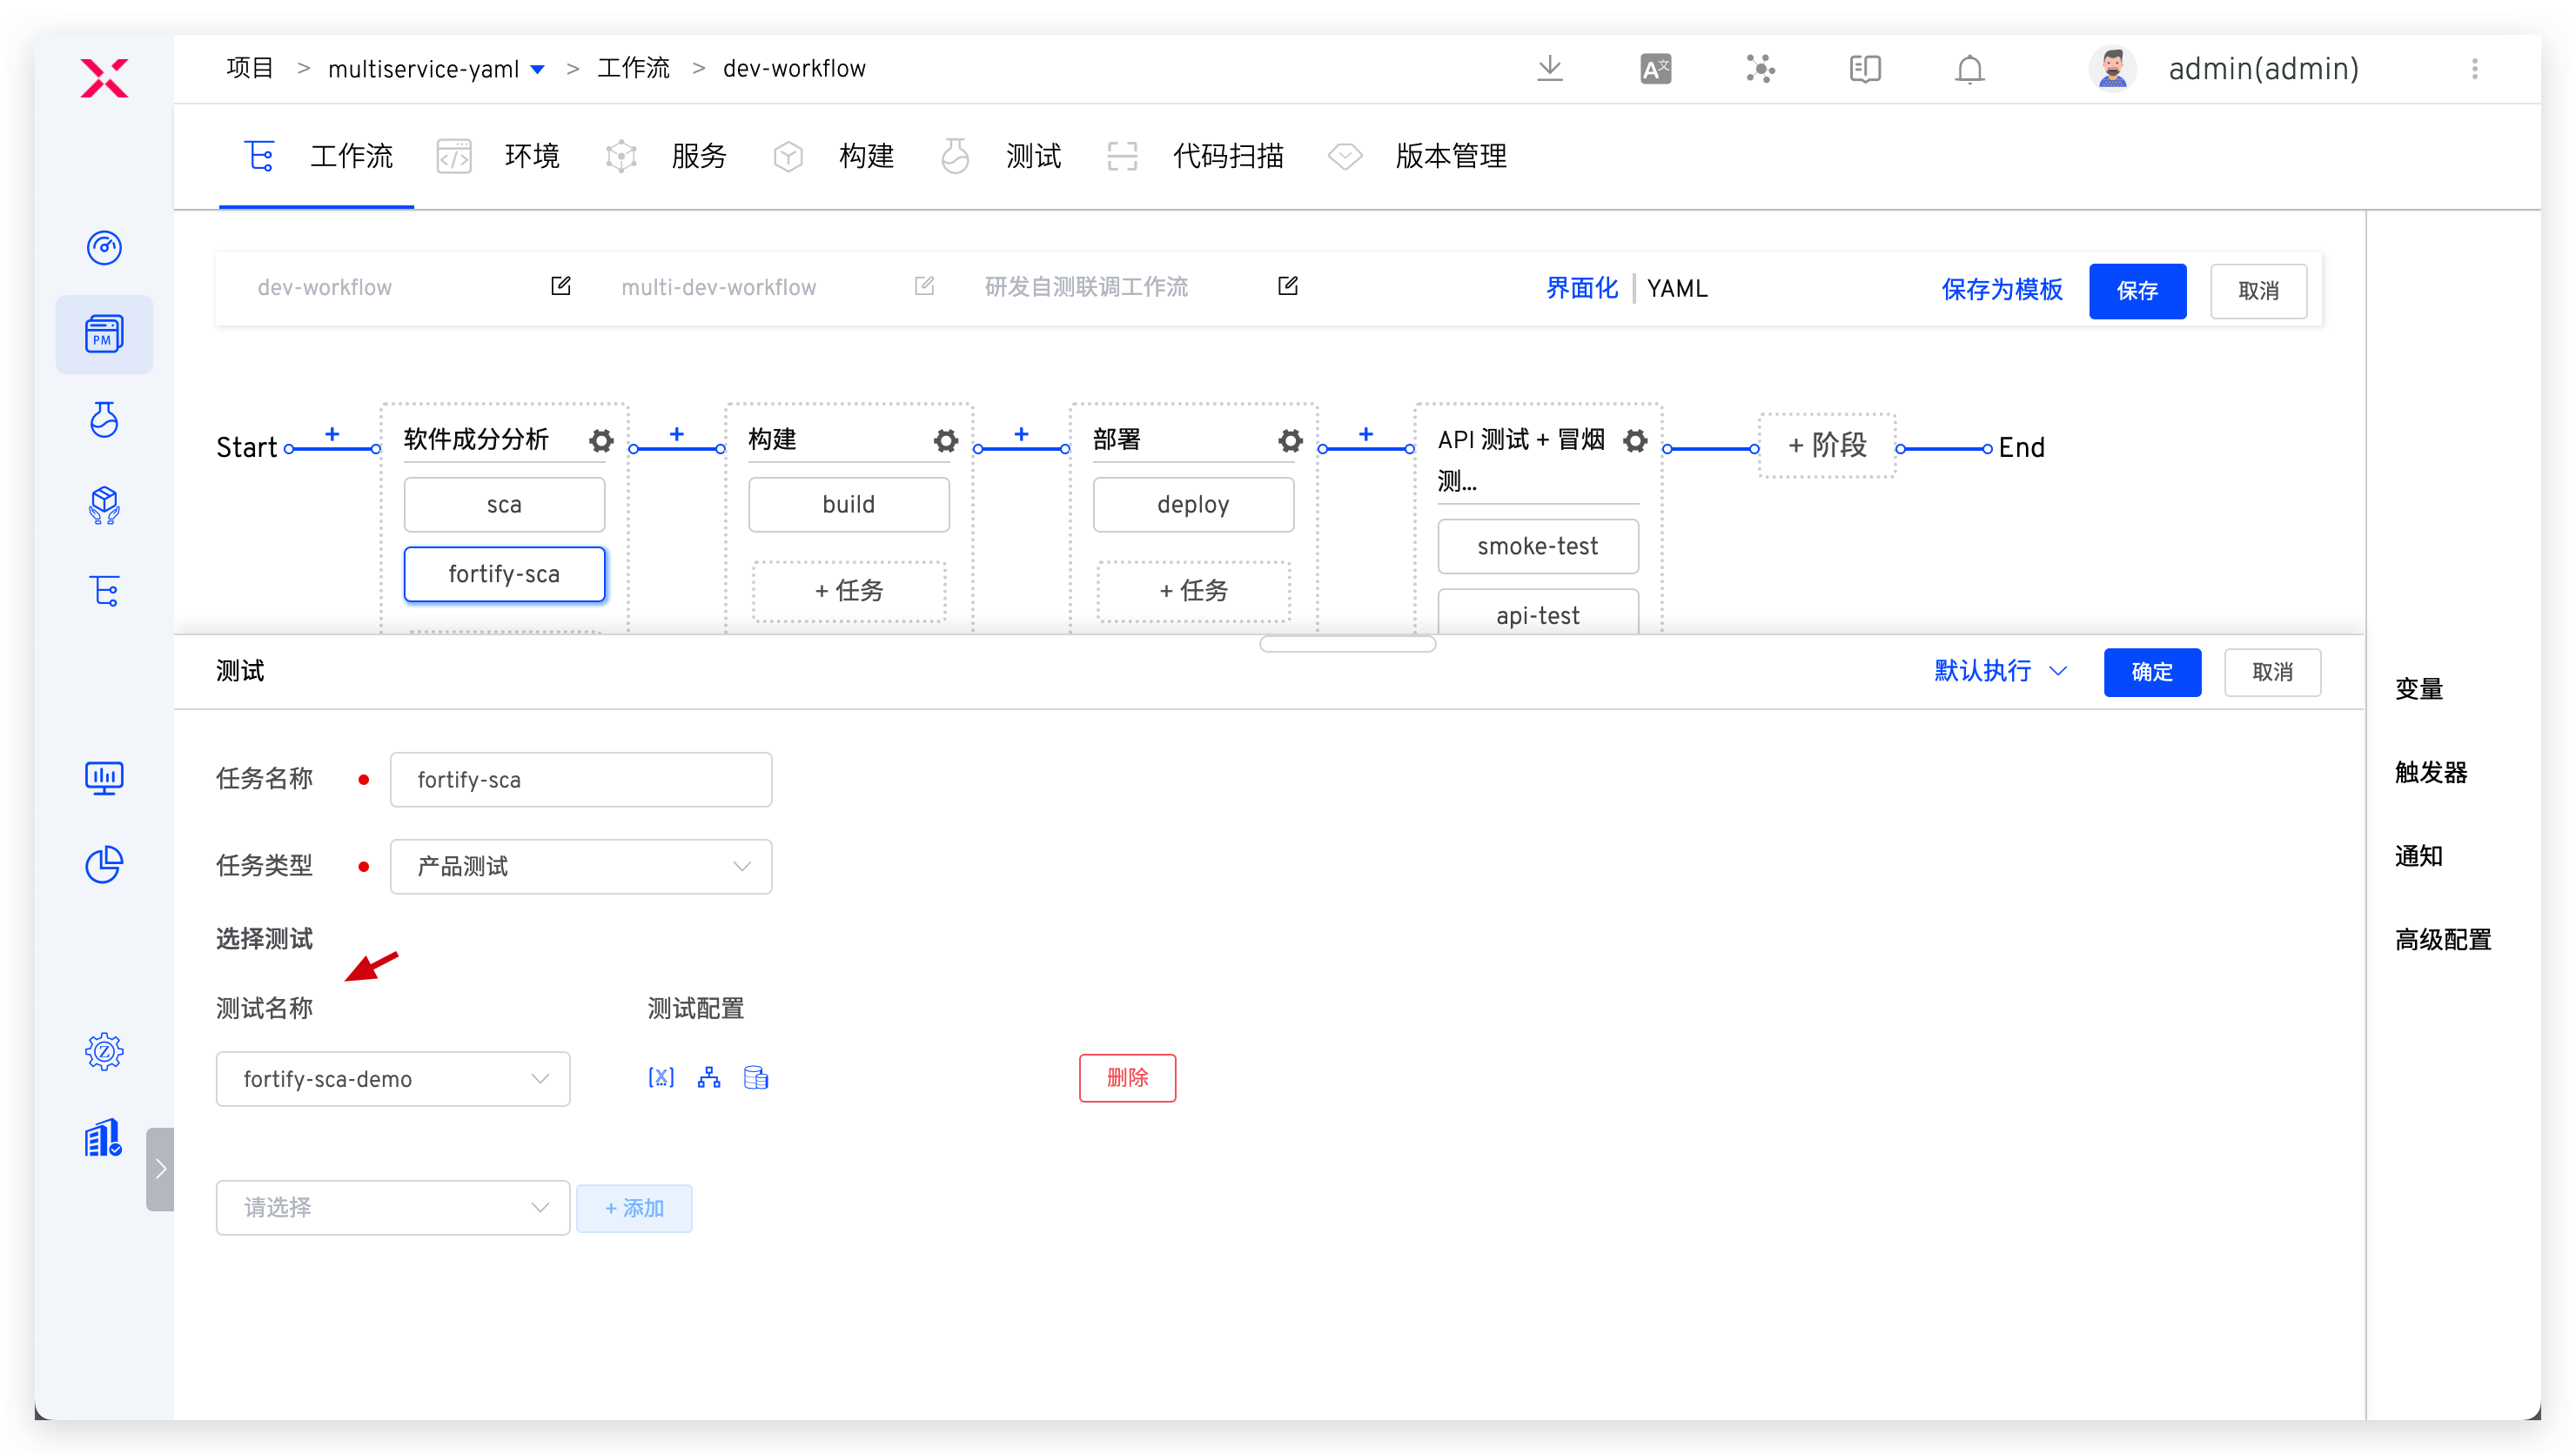 项目 > multiservice-yaml > 工作流 > dev-workflow
A文
admin(admin)
工作流 环境 服务 构建 测试 代码扫描 版本管理
PM
dev-workflow multi-dev-workflow 研发自测联调工作流 界面化 | YAML 保存为模板 保存 取消
Start + 软件成分分析 + 构建 + 部署 + API 测试 + 冒烟测... + 阶段 End
sca build deploy smoke-test
fortify-sca + 任务 + 任务 api-test
测试 默认执行 确定 取消
变量
触发器
通知
高级配置
任务名称 fortify-sca
任务类型 产品测试
选择测试
测试名称 测试配置
fortify-sca-demo 删除
请选择 + 添加